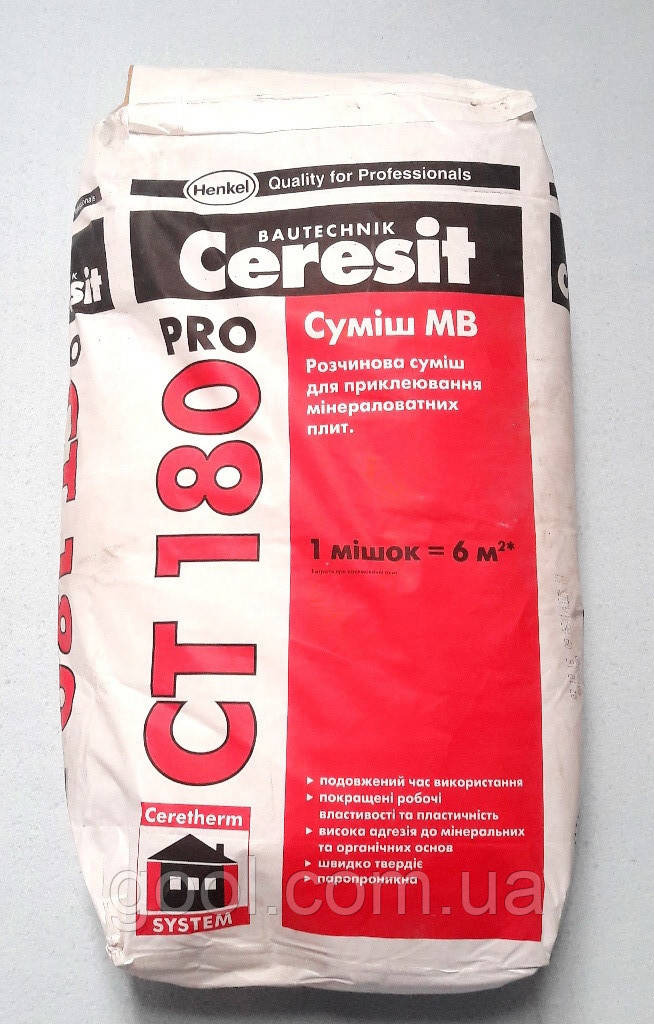 Henkel Quality for Professionals
BAUTECHNIK
Ceresit
PRO
CT 180
Суміш МВ
Розчинова суміш
для приклеювання
мінераловатних
плит.
1 мішок = 6 м²*
▸ подовжений час використання
▸ покращені робочі
властивості та пластичність
▸ висока адгезія до мінеральних
та органічних основ
▸ швидко твердіє
▸ паропроникна
Ceretherm
SYSTEM
gool.com.ua